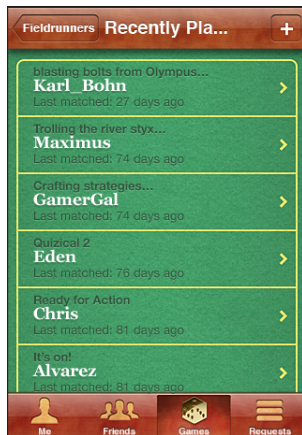 Fieldrunners
Recently Pla...
+
blasting bolts from Olympus...
Karl_Bohn
Last matched: 27 days ago
Trolling the river styx...
Maximus
Last matched: 74 days ago
Crafting strategies...
GamerGal
Last matched: 74 days ago
Quizical 2
Eden
Last matched: 76 days ago
Ready for Action
Chris
Last matched: 81 days ago
It's on!
Alvarez
Last matched: 81 days ago
Me
Friends
Games
Requests